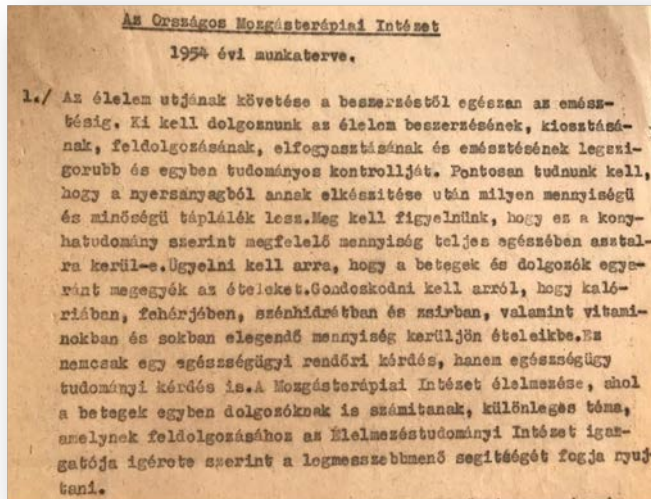 Az Országos Mozgásterápiai Intézet
1954 évi munkaterve.
1./ Az élelem utjának követése a beszerzéstől egészan az emész-
tésig. Ki kell dolgoznunk az élelem beszerzésének, kiosztásá-
nak, feldolgozásának, elfogyasztásának és emésztésének legszi-
gorubb és egyben tudományos kontrollját. Pontosan tudnunk kell,
hogy a nyersanyagból annak elkészitése után milyen mennyiségü
és minőségü táplálék lesz.Meg kell figyelnünk, hogy ez a kony-
hatudomány szerint megfelelő mennyiség teljes egészében asztal-
ra kerül-e.Ügyelni kell arra, hogy a betegek és dolgozók egya-
ránt megegyék az ételeket.Gondoskodni kell arról, hogy kaló-
riában, fehérjében, szénhidrátban és zsirban, valamint vitami-
nokban és sokban elegendő mennyiség kerüljön ételeikbe.Ez
nemcsak egy egészségügyi rendőri kérdés, hanem egészségügy
tudományi kérdés is.A Mozgásterápiai Intézet élelmezése, ahol
a betegek egyben dolgozóknak is számitanak, különleges téma,
amelynek feldolgozásához az Élelmezéstudományi Intézet igaz-
gatója igérete szerint a legmesszebbmenő segitségét fogja nyuj
tani.